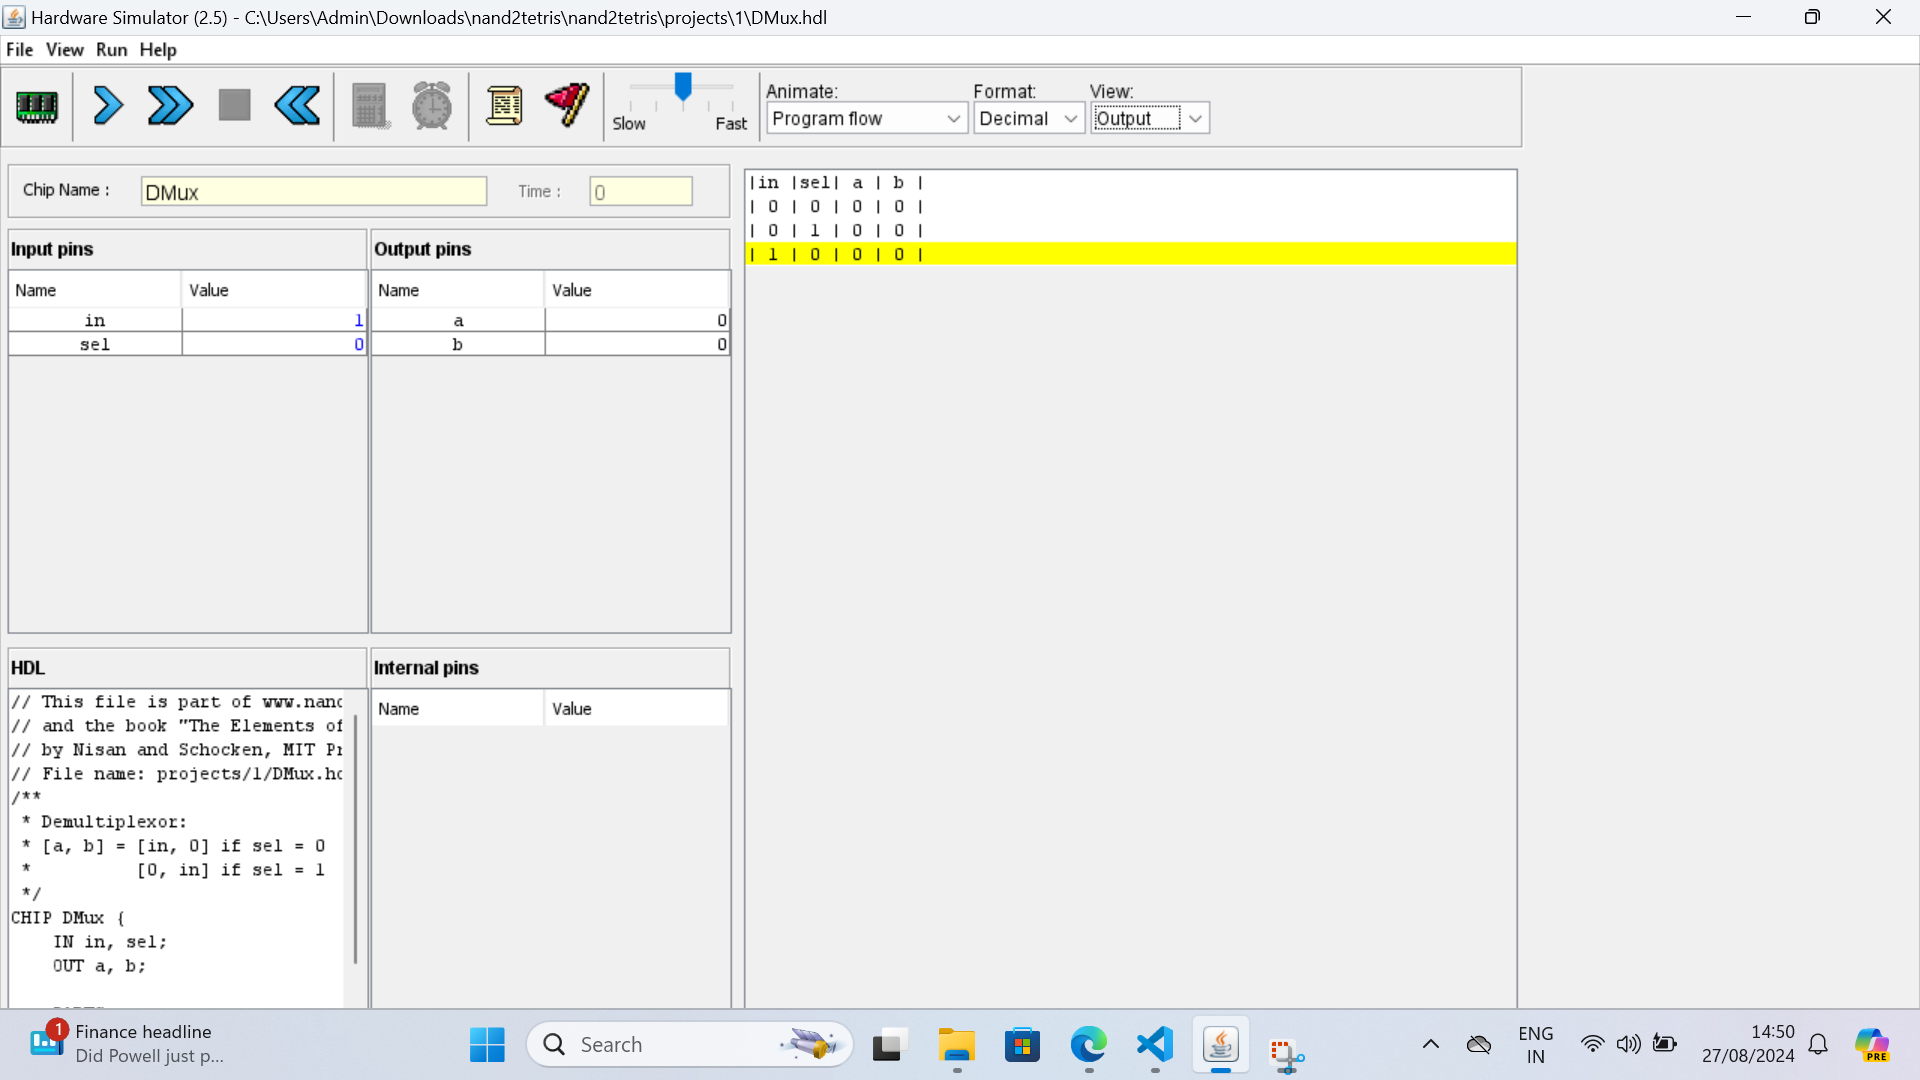 Hardware Simulator (2.5) - C:\Users\Admin\Downloads\nand2tetris\nand2tetris\projects\1\DMux.hdl
File View Run Help
Animate: Format: View:
Slow Fast Program flow Decimal Output
Chip Name : DMux Time : 0
|in |sel| a | b |
| 0 | 0 | 0 | 0 |
| 0 | 1 | 0 | 0 |
| 1 | 0 | 0 | 0 |
Input pins Output pins
Name Value Name Value
in 1 a 0
sel 0 b 0
HDL Internal pins
Name Value
// This file is part of www.nand
// and the book "The Elements of
// by Nisan and Schocken, MIT Pr
// File name: projects/1/DMux.hd
/**
* Demultiplexor:
* [a, b] = [in, 0] if sel = 0
* [0, in] if sel = 1
*/
CHIP DMux {
IN in, sel;
OUT a, b;
1 Finance headline
Did Powell just p...
Search
ENG
IN
14:50
27/08/2024
PRE